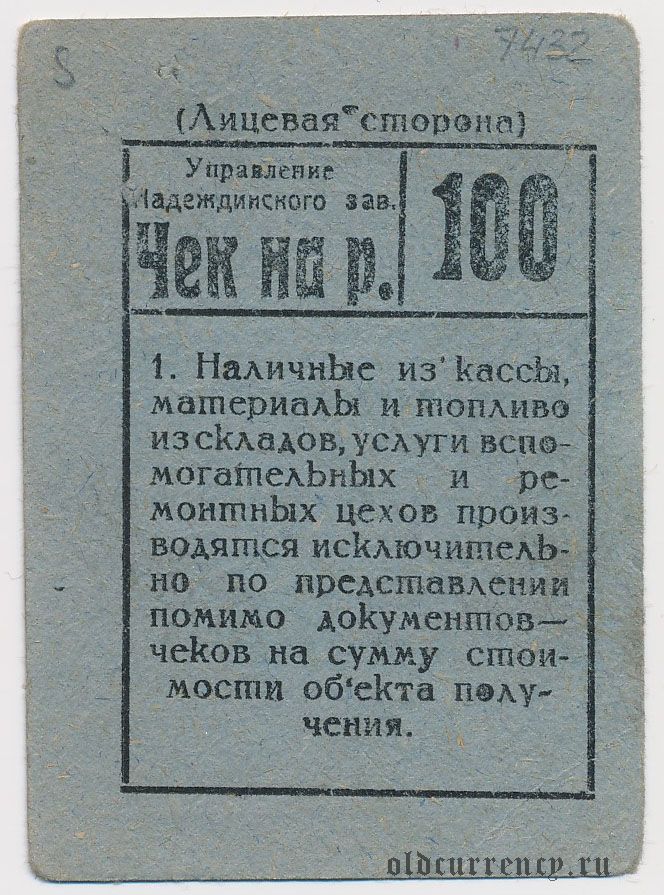 S
7432
(Лицевая сторона)
Управление
Надеждинского зав.
Чек на р.
100
1. Наличные из' кассы,
материалы и топливо
из складов, услуги вспо-
могательных и ре-
монтных цехов произ-
водятся исключитель-
но по представлении
помимо документов—
чеков на сумму стои-
мости об'екта полу-
чения.
oldcurrency.ru